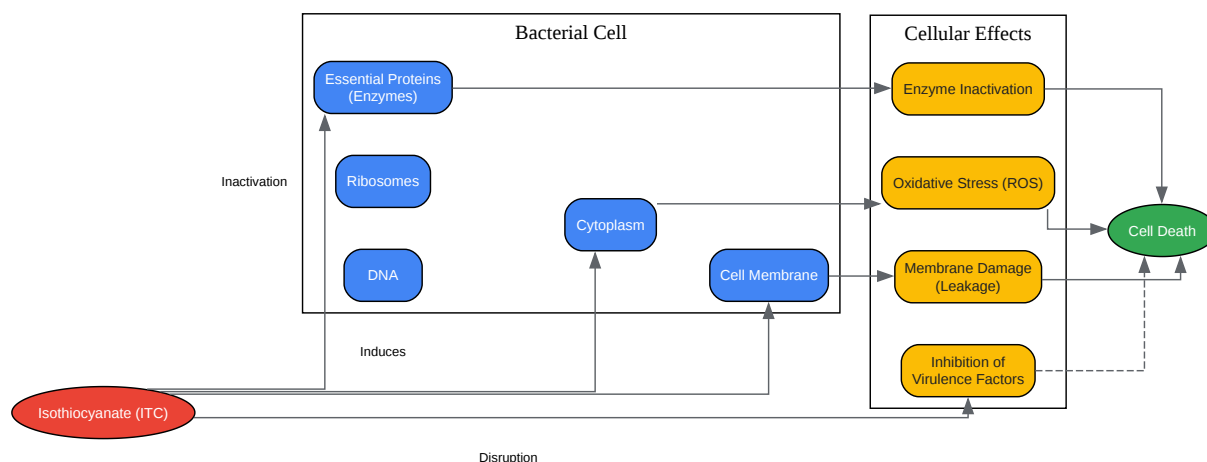 Bacterial Cell
Cellular Effects
Essential Proteins
(Enzymes)
Enzyme Inactivation
Inactivation
Ribosomes
Oxidative Stress (ROS)
Cytoplasm
Cell Death
DNA
Cell Membrane
Membrane Damage
(Leakage)
Induces
Inhibition of
Virulence Factors
Isothiocyanate (ITC)
Disruption